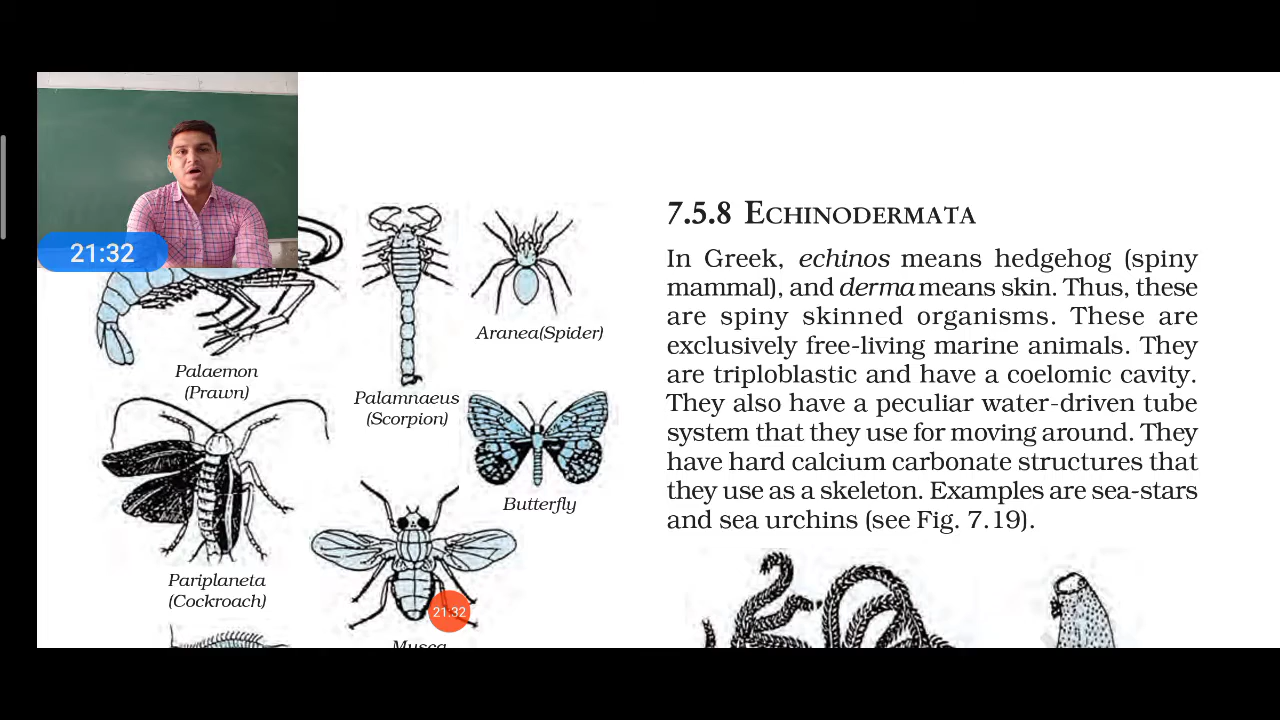 21:32
Palaemon
(Prawn)
Palamnaeus
(Scorpion)
Aranea(Spider)
Butterfly
Pariplaneta
(Cockroach)
21:32
Musca
7.5.8 ECHINODERMATA
In Greek, echinos means hedgehog (spiny
mammal), and derma means skin. Thus, these
are spiny skinned organisms. These are
exclusively free-living marine animals. They
are triploblastic and have a coelomic cavity.
They also have a peculiar water-driven tube
system that they use for moving around. They
have hard calcium carbonate structures that
they use as a skeleton. Examples are sea-stars
and sea urchins (see Fig. 7.19).